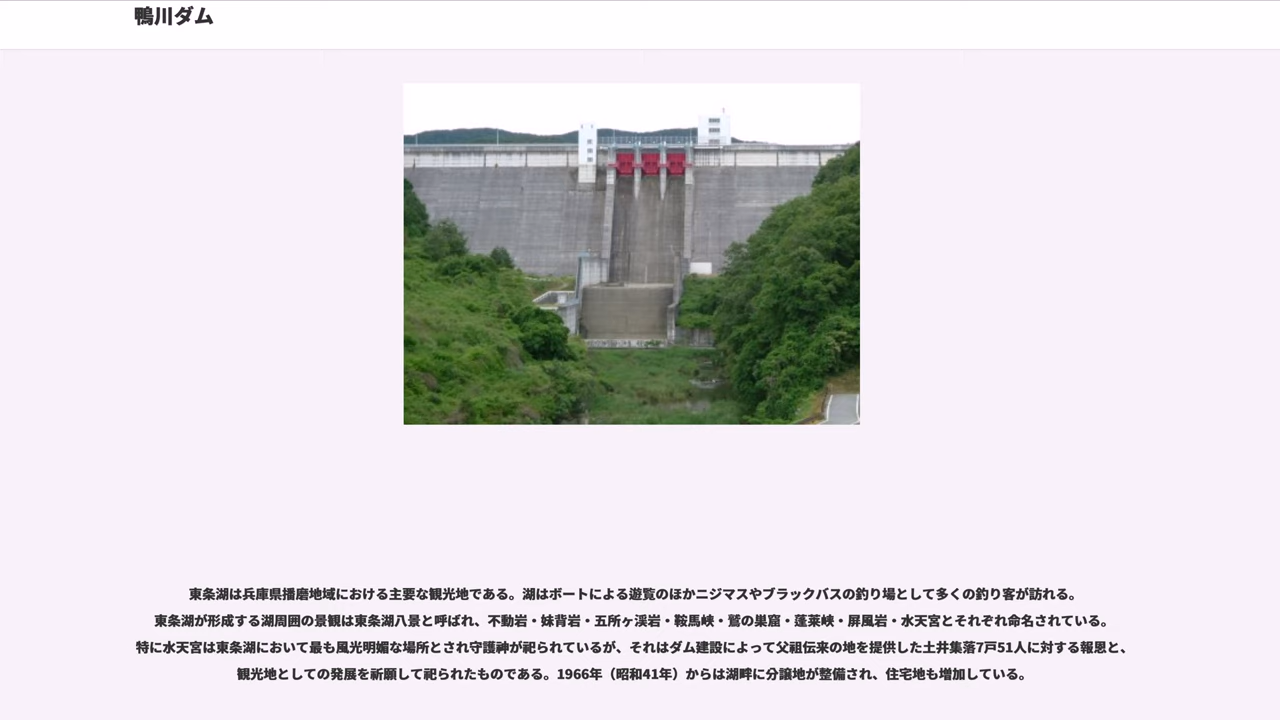 鴨川ダム
東条湖は兵庫県播磨地域における主要な観光地である。湖はボートによる遊覧のほかニジマスやブラックバスの釣り場として多くの釣り客が訪れる。
東条湖が形成する湖周囲の景観は東条湖八景と呼ばれ、不動岩・妹背岩・五所ヶ渓岩・鞍馬峡・鷲の巣窟・蓬莱峡・屏風岩・水天宮とそれぞれ命名されている。
特に水天宮は東条湖において最も風光明媚な場所とされ守護神が祀られているが、それはダム建設によって父祖伝来の地を提供した土井集落7戸51人に対する報恩と、
観光地としての発展を祈願して祀られたものである。1966年（昭和41年）からは湖畔に分譲地が整備され、住宅地も増加している。